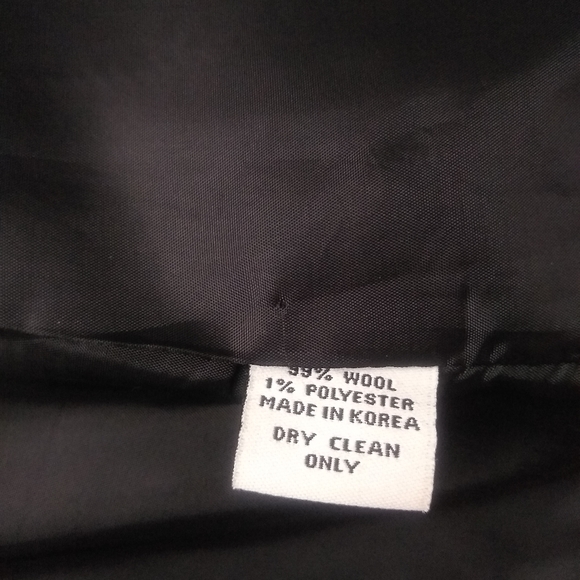 99% WOOL
1% POLYESTER
MADE IN KOREA
DRY CLEAN
ONLY